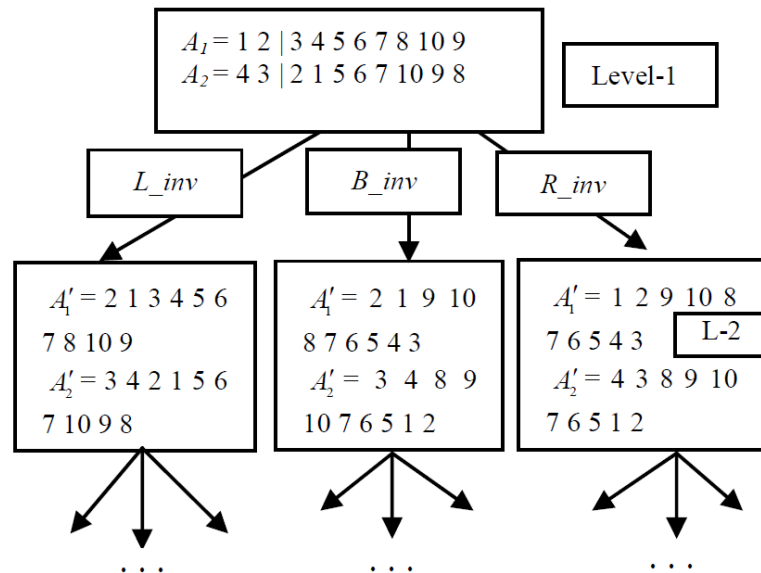 A₁ = 1 2 | 3 4 5 6 7 8 10 9
A₂ = 4 3 | 2 1 5 6 7 10 9 8
Level-1
L_inv
B_inv
R_inv
A₁′ = 2 1 3 4 5 6
7 8 10 9
A₂′ = 3 4 2 1 5 6
7 10 9 8
A₁′ = 2 1 9 10
8 7 6 5 4 3
A₂′ = 3 4 8 9
10 7 6 5 1 2
A₁′ = 1 2 9 10 8
7 6 5 4 3
L-2
A₂′ = 4 3 8 9 10
7 6 5 1 2
. . .
. . .
. . .